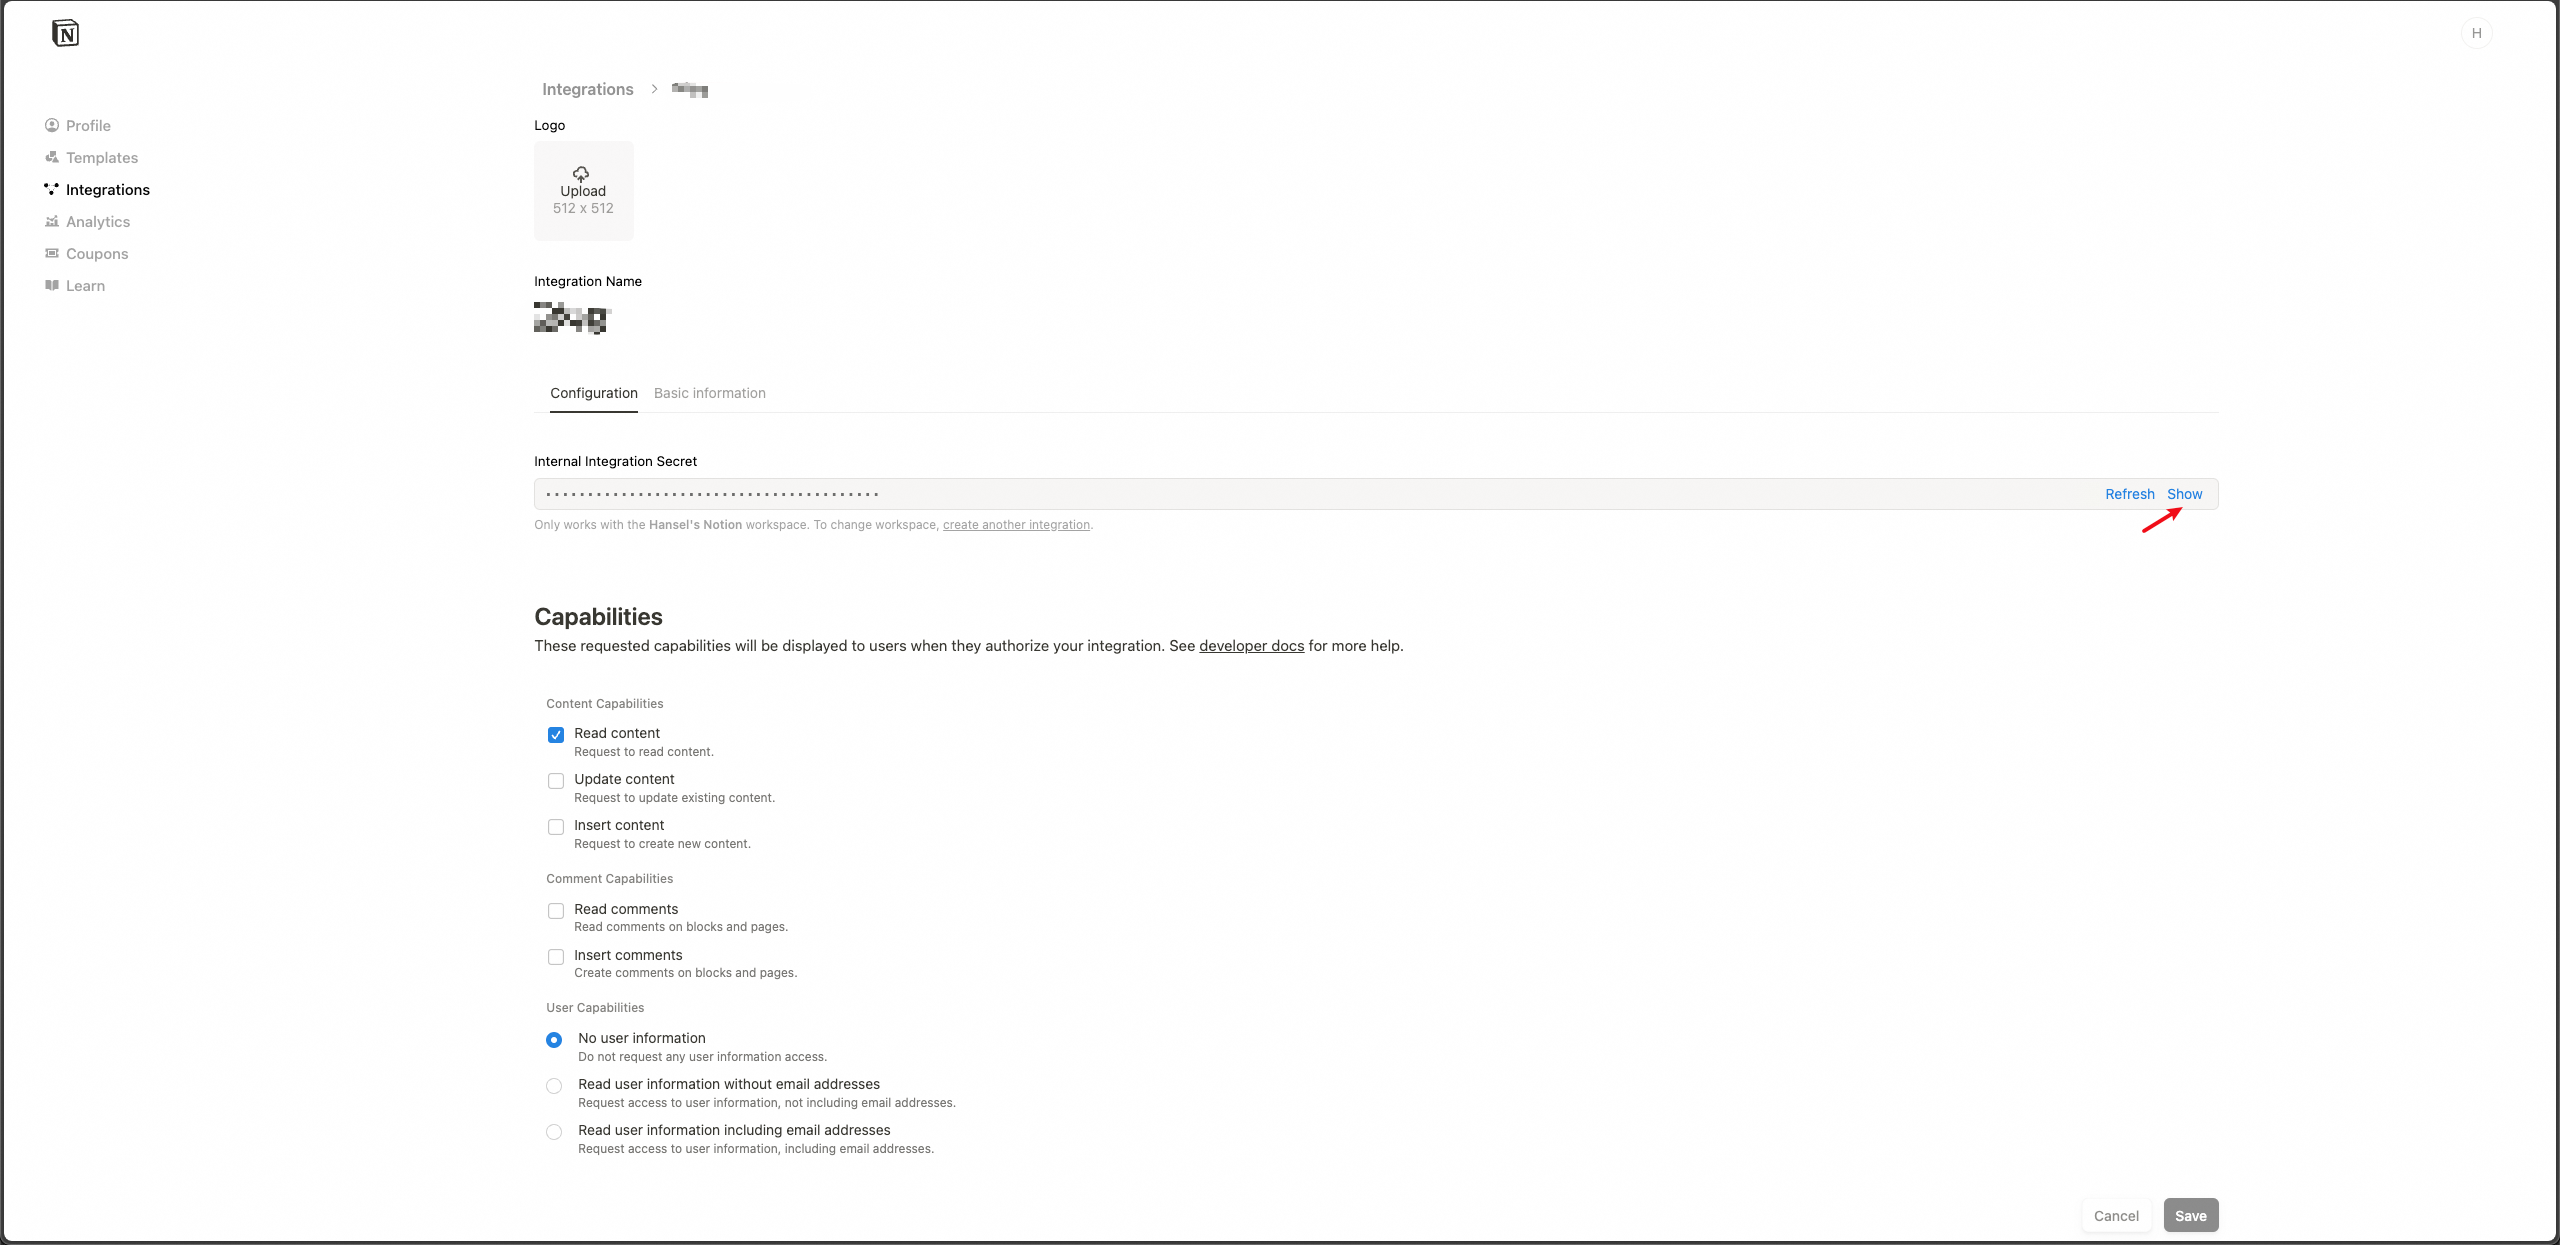 N
H
Profile
Templates
Integrations
Analytics
Coupons
Learn
Integrations >
Logo
Upload
512 x 512
Integration Name
Configuration Basic information
Internal Integration Secret
Refresh Show
Only works with the Hansel's Notion workspace. To change workspace, create another integration.
Capabilities
These requested capabilities will be displayed to users when they authorize your integration. See developer docs for more help.
Content Capabilities
Read content
Request to read content.
Update content
Request to update existing content.
Insert content
Request to create new content.
Comment Capabilities
Read comments
Read comments on blocks and pages.
Insert comments
Create comments on blocks and pages.
User Capabilities
No user information
Do not request any user information access.
Read user information without email addresses
Request access to user information, not including email addresses.
Read user information including email addresses
Request access to user information, including email addresses.
Cancel Save